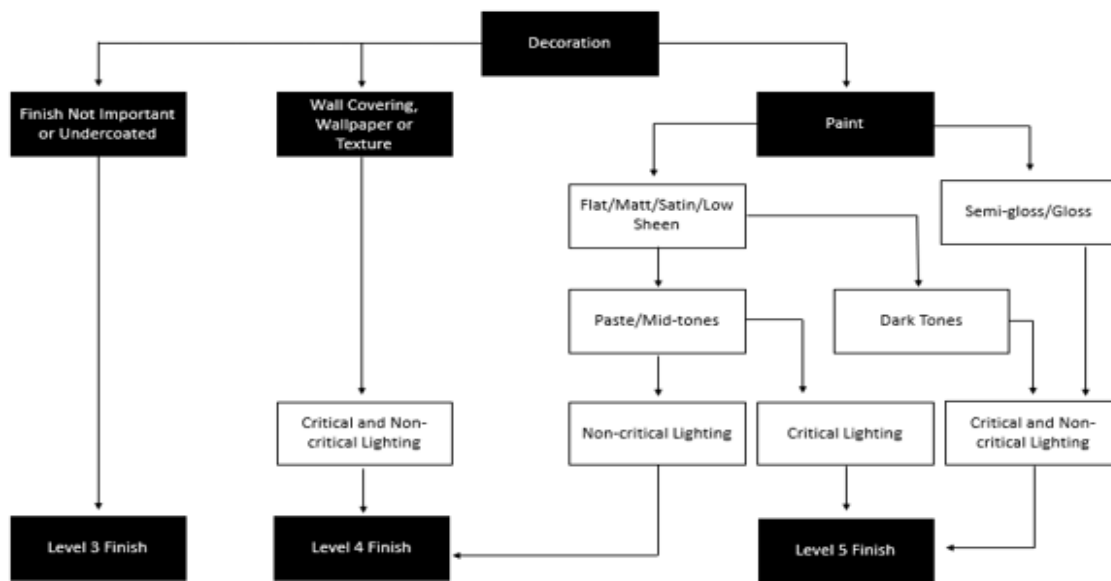 Decoration
Finish Not Important
or Undercoated
Wall Covering,
Wallpaper or
Texture
Paint
Flat/Matt/Satin/Low
Sheen
Semi-gloss/Gloss
Paste/Mid-tones
Dark Tones
Critical and Non-
critical Lighting
Non-critical Lighting
Critical Lighting
Critical and Non-
critical Lighting
Level 3 Finish
Level 4 Finish
Level 5 Finish